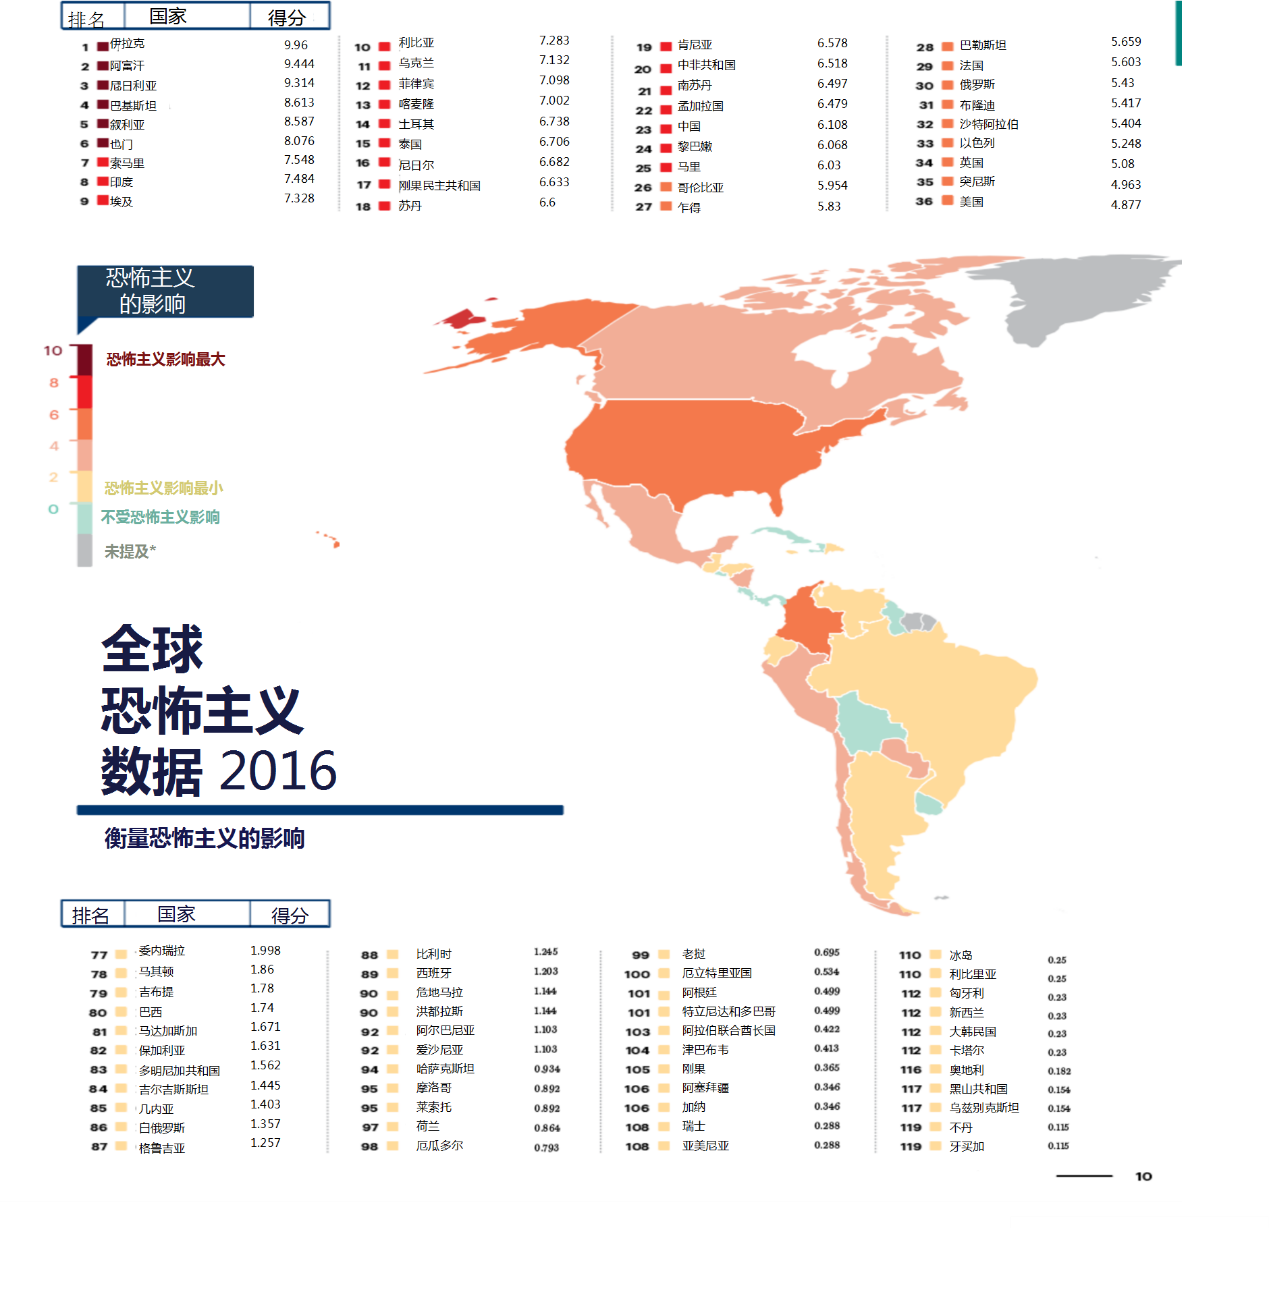 排名 国家 得分
1 伊拉克 9.96
2 阿富汗 9.444
3 尼日利亚 9.314
4 巴基斯坦 8.613
5 叙利亚 8.587
6 也门 8.076
7 索马里 7.548
8 印度 7.484
9 埃及 7.328
10 利比亚 7.283
11 乌克兰 7.132
12 菲律宾 7.098
13 喀麦隆 7.002
14 土耳其 6.738
15 泰国 6.706
16 尼日尔 6.682
17 刚果民主共和国 6.633
18 苏丹 6.6
19 肯尼亚 6.578
20 中非共和国 6.518
21 南苏丹 6.497
22 孟加拉国 6.479
23 中国 6.108
24 黎巴嫩 6.068
25 马里 6.03
26 哥伦比亚 5.954
27 乍得 5.83
28 巴勒斯坦 5.659
29 法国 5.603
30 俄罗斯 5.43
31 布隆迪 5.417
32 沙特阿拉伯 5.404
33 以色列 5.248
34 英国 5.08
35 突尼斯 4.963
36 美国 4.877
恐怖主义
的影响
10 恐怖主义影响最大
8
6
4
2
恐怖主义影响最小
0 不受恐怖主义影响
未提及*
全球
恐怖主义
数据 2016
衡量恐怖主义的影响
排名 国家 得分
77 委内瑞拉 1.998
78 马其顿 1.86
79 吉布提 1.78
80 巴西 1.74
81 马达加斯加 1.671
82 保加利亚 1.631
83 多明尼加共和国 1.562
84 吉尔吉斯斯坦 1.445
85 几内亚 1.403
86 白俄罗斯 1.357
87 格鲁吉亚 1.257
88 比利时 1.245
89 西班牙 1.203
90 危地马拉 1.144
90 洪都拉斯 1.144
92 阿尔巴尼亚 1.103
92 爱沙尼亚 1.103
94 哈萨克斯坦 0.934
95 摩洛哥 0.892
95 莱索托 0.892
97 荷兰 0.864
98 厄瓜多尔 0.793
99 老挝 0.695
100 厄立特里亚国 0.534
101 阿根廷 0.499
101 特立尼达和多巴哥 0.499
103 阿拉伯联合酋长国 0.422
104 津巴布韦 0.413
105 刚果 0.365
106 阿塞拜疆 0.346
106 加纳 0.346
108 瑞士 0.288
108 亚美尼亚 0.288
110 冰岛 0.25
110 利比里亚 0.25
112 匈牙利 0.23
112 新西兰 0.23
112 大韩民国 0.23
112 卡塔尔 0.23
116 奥地利 0.182
117 黑山共和国 0.154
117 乌兹别克斯坦 0.154
119 不丹 0.115
119 牙买加 0.115
10